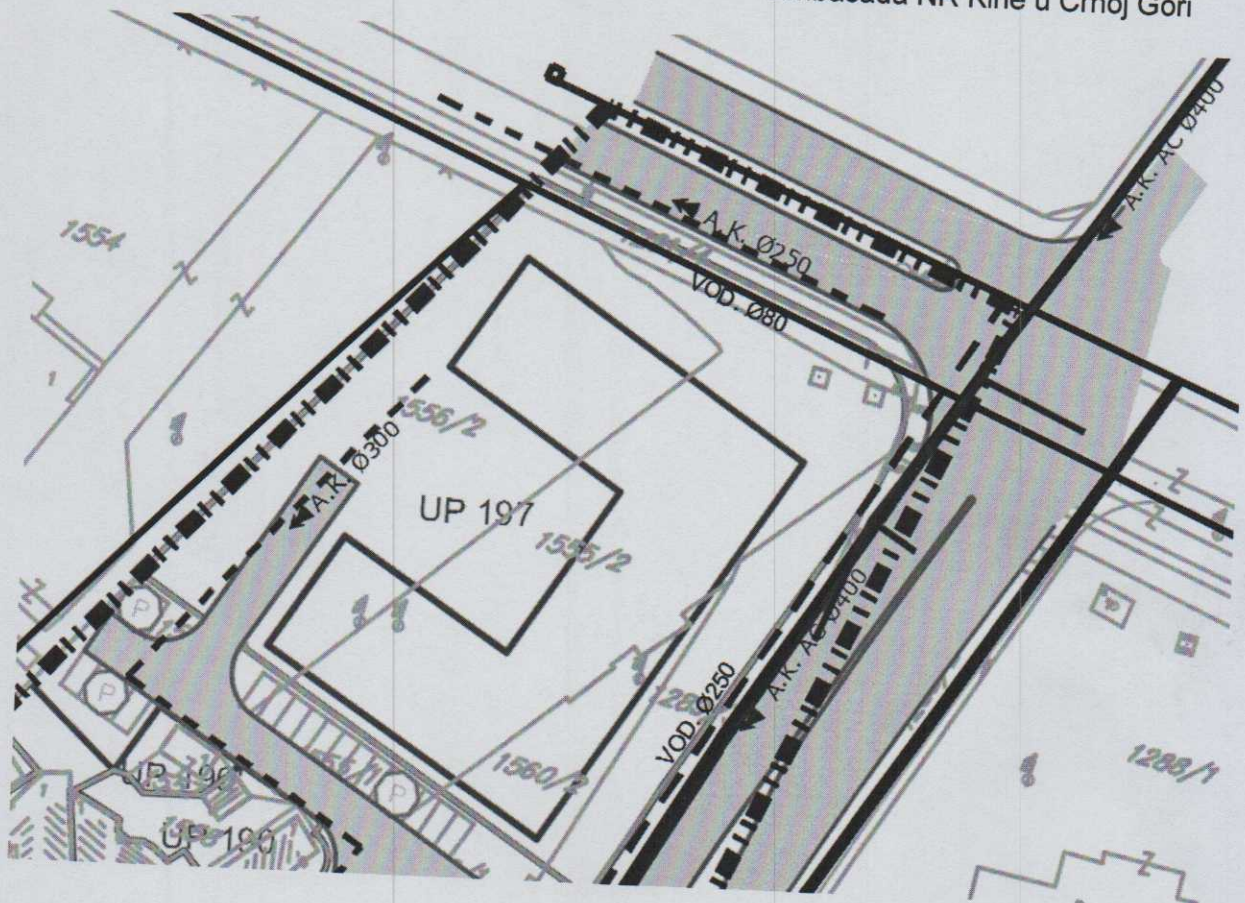 NR Kine u Crnoj Gori
A.K. AC Ø400
1554
A.K. Ø250
VOD. Ø80
1
1556/2
A.K. Ø300
UP 197
1555/2
P
A.K. AC Ø400
VOD. Ø250
P
1560/2
1288/1
P
UP 190